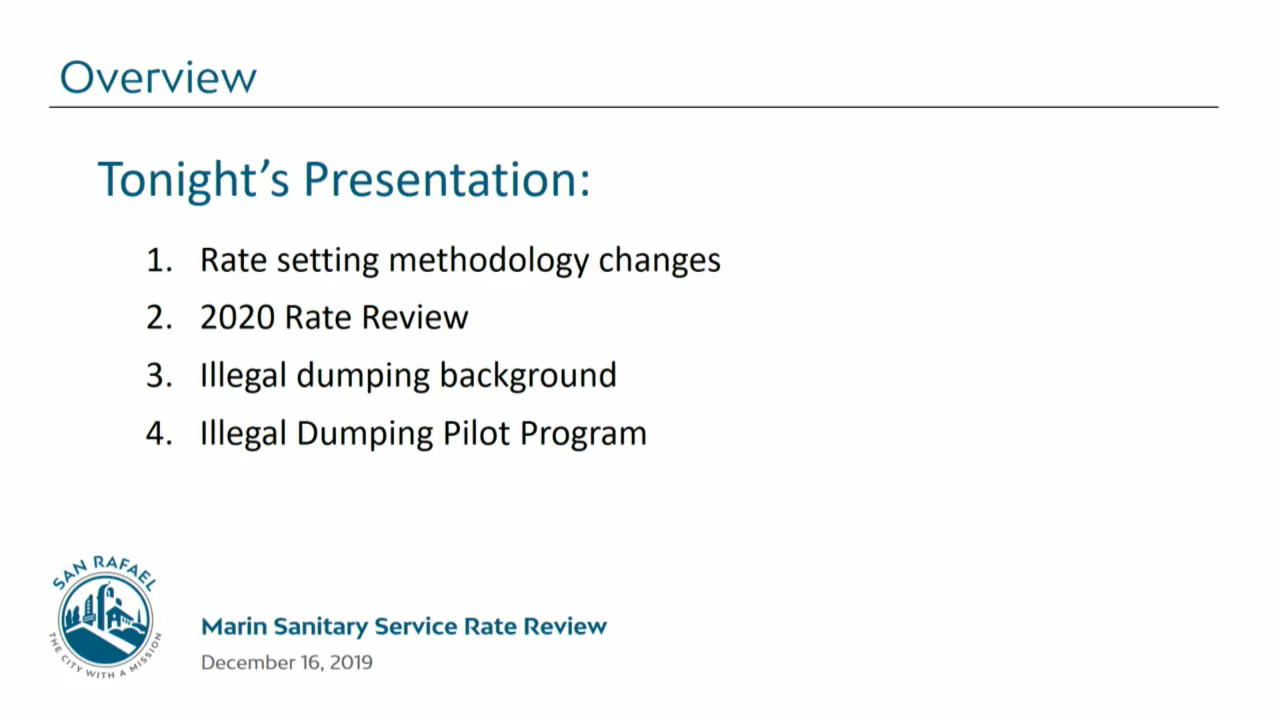 Overview
Tonight's Presentation:
1. Rate setting methodology changes
2. 2020 Rate Review
3. Illegal dumping background
4. Illegal Dumping Pilot Program
SAN RAFAEL
THE CITY WITH A MISSION
Marin Sanitary Service Rate Review
December 16, 2019